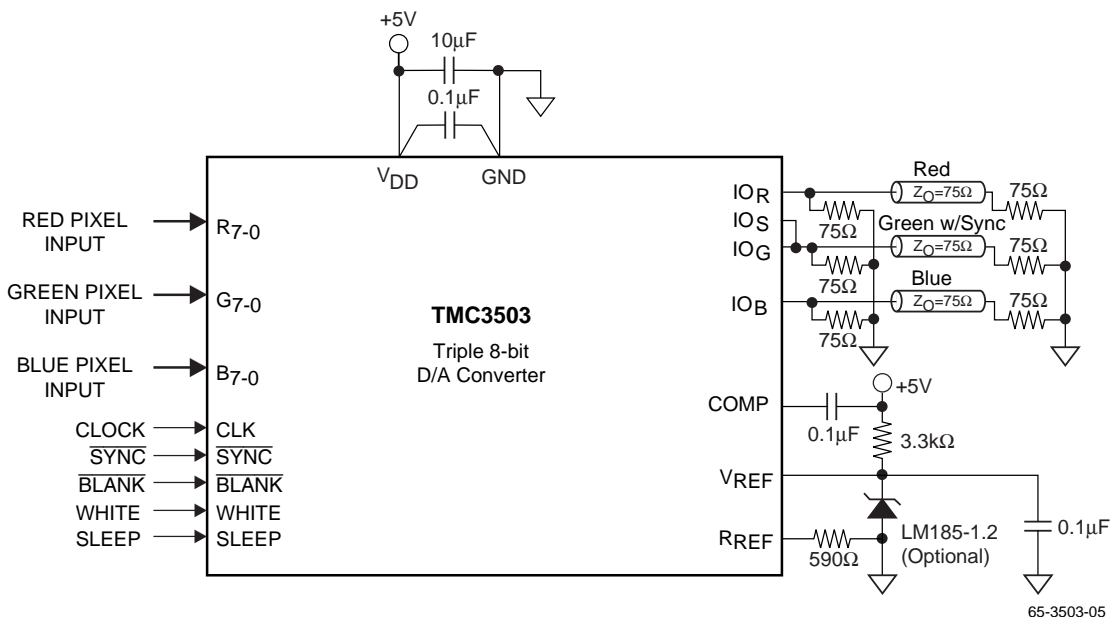 +5V
10μF
0.1μF
VDD
GND
RED PIXEL
INPUT
R7-0
GREEN PIXEL
INPUT
G7-0
BLUE PIXEL
INPUT
B7-0
CLOCK
CLK
SYNC
SYNC
BLANK
BLANK
WHITE
WHITE
SLEEP
SLEEP
TMC3503
Triple 8-bit
D/A Converter
IOR
IOS
IOG
IOB
Red
ZO=75Ω
75Ω
75Ω
Green w/Sync
ZO=75Ω
75Ω
75Ω
Blue
ZO=75Ω
75Ω
75Ω
COMP
0.1μF
+5V
3.3kΩ
VREF
LM185-1.2
(Optional)
0.1μF
RREF
590Ω
65-3503-05